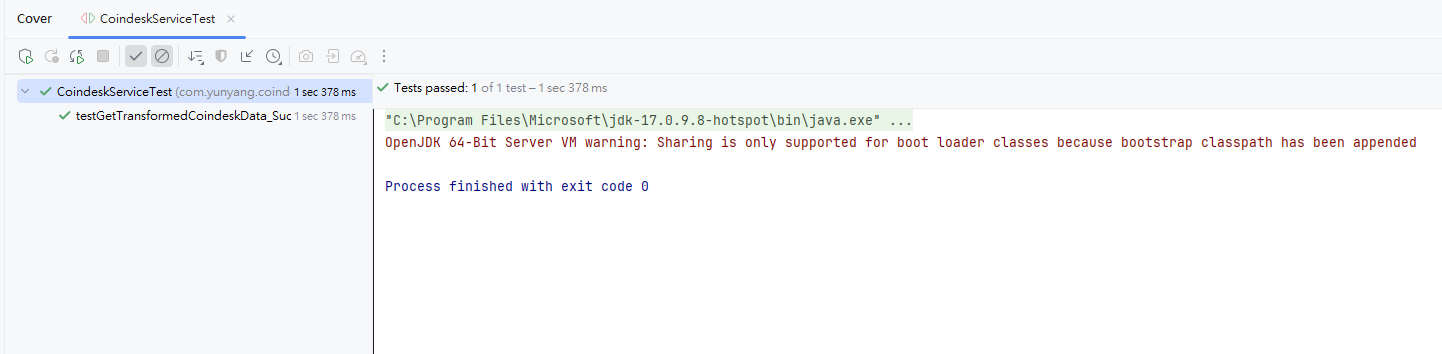 Cover CoindeskServiceTest
CoindeskServiceTest (com.yunyang.coind 1 sec 378 ms
testGetTransformedCoindeskData_Suc 1 sec 378 ms
Tests passed: 1 of 1 test – 1 sec 378 ms
"C:\Program Files\Microsoft\jdk-17.0.9.8-hotspot\bin\java.exe" ...
OpenJDK 64-Bit Server VM warning: Sharing is only supported for boot loader classes because bootstrap classpath has been appended
Process finished with exit code 0